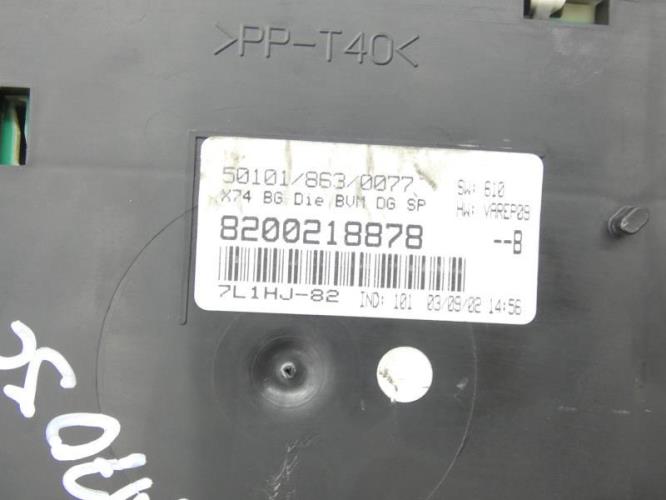 >PP-T40<
50101/863/0077 SW: 610
X74 BG Die BVM DG SP HW: VAREP09
8200218878 --B
7L1HJ-82 IND: 101 03/09/02 14:56